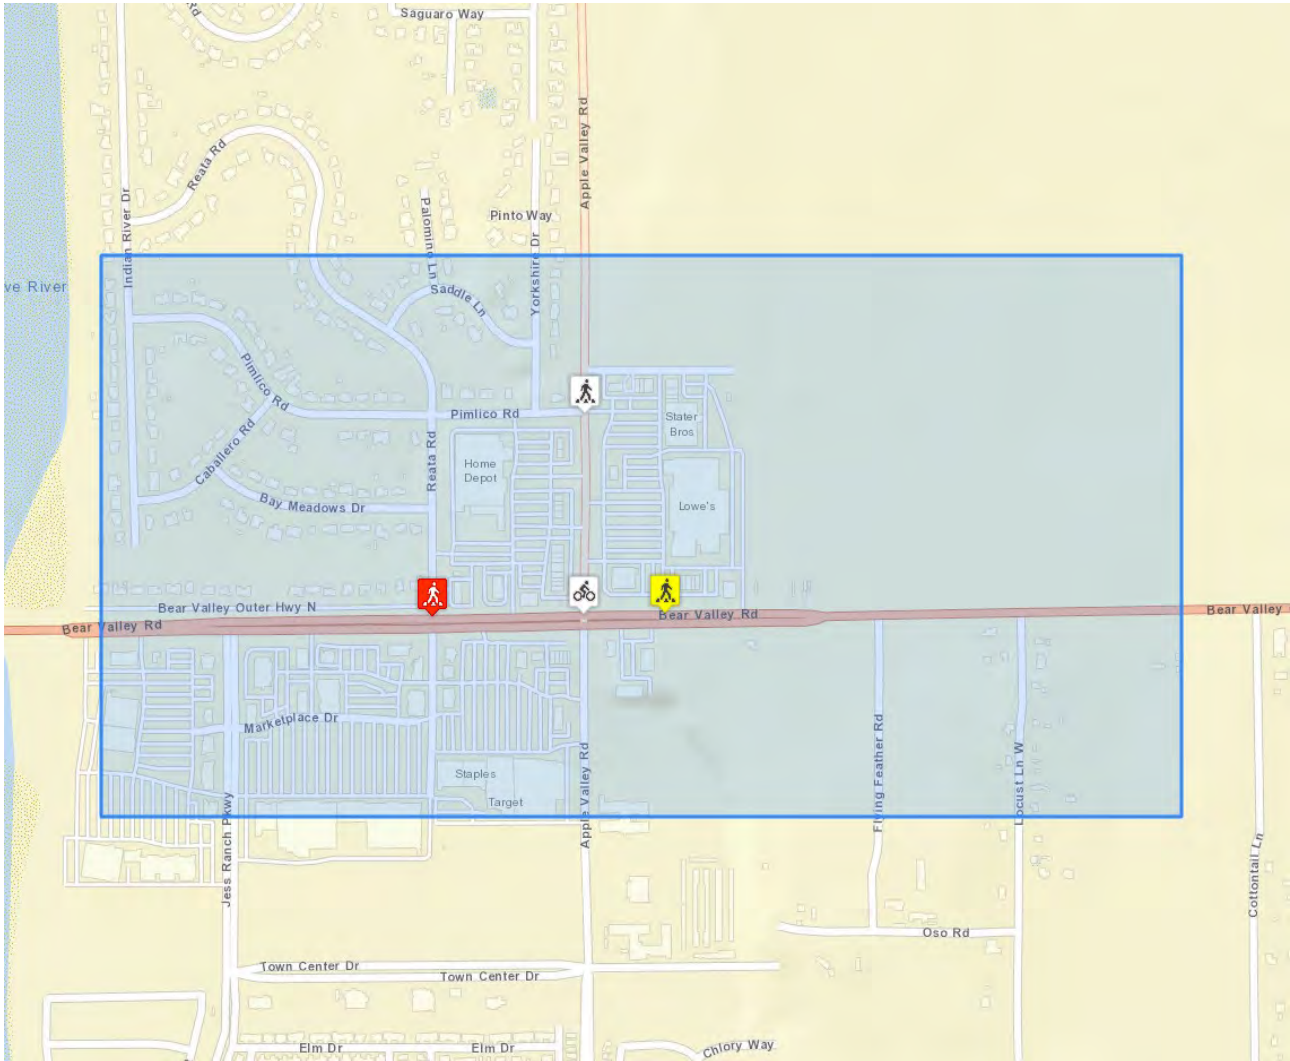 Rd
Saguaro Way
Apple Valley Rd
Reata Rd
Indian River Dr
Palomino Ln
Pinto Way
Yorkshire Dr
ve River
Saddle Ln
Pimlico Rd
Pimlico Rd
Stater
Bros
Caballero Rd
Reata Rd
Home
Depot
Bay Meadows Dr
Lowe's
Bear Valley Outer Hwy N
Bear Valley Rd
Bear Valley Rd
Bear Valley
Marketplace Dr
Staples
Target
Apple Valley Rd
Jess Ranch Pkwy
Flying Feather Rd
Locust Ln W
Cottontail Ln
Oso Rd
Town Center Dr
Town Center Dr
Elm Dr
Elm Dr
Chlory Way